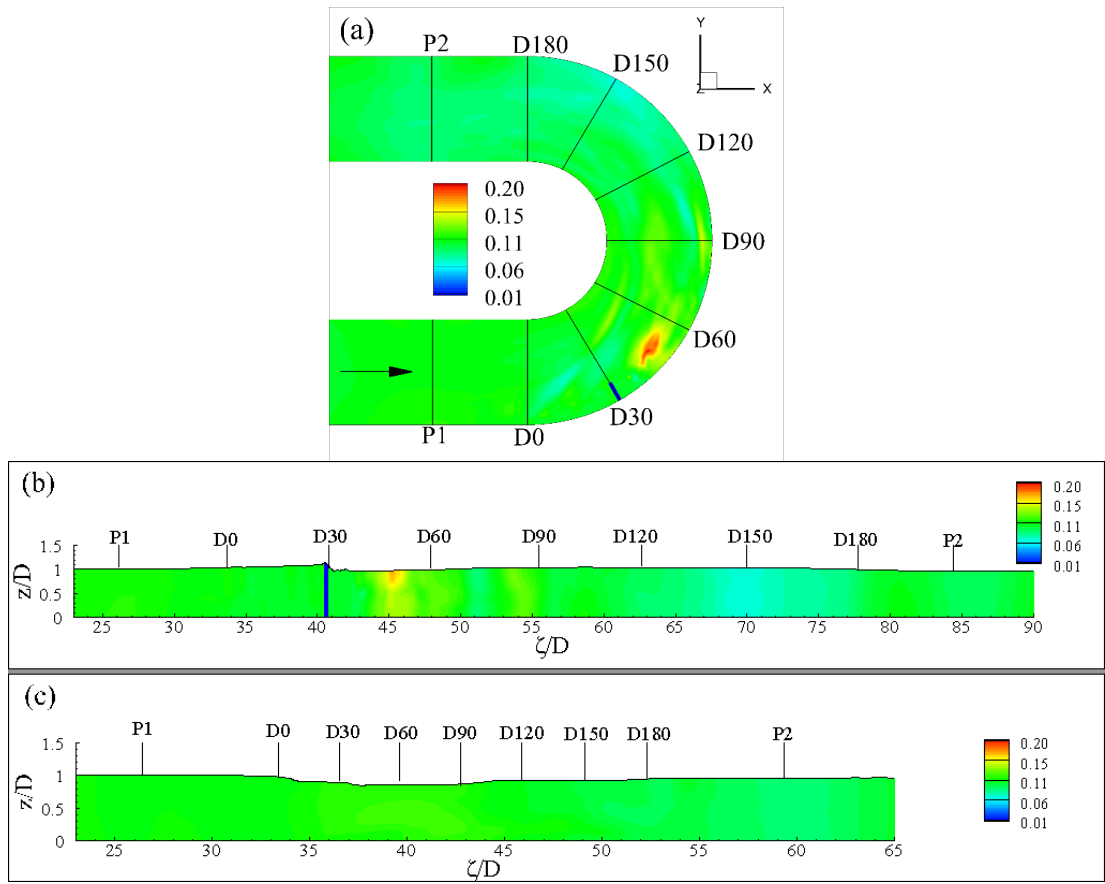 (a)
P2
D180
D150
Y
Z
X
D120
0.20
0.15
0.11
0.06
0.01
D90
D60
P1
D0
D30
(b)
P1
D0
D30
D60
D90
D120
D150
D180
P2
0.20
0.15
0.11
0.06
0.01
z/D
1.5
1
0.5
0
25 30 35 40 45 50 55 60 65 70 75 80 85 90
ζ/D
(c)
P1
D0
D30
D60
D90
D120
D150
D180
P2
0.20
0.15
0.11
0.06
0.01
z/D
1.5
1
0.5
0
25 30 35 40 45 50 55 60 65
ζ/D